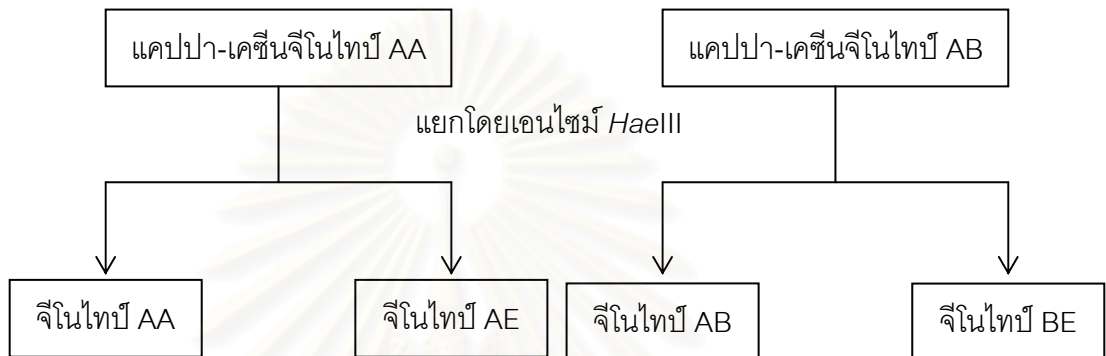 แคปปา-เคซีนจีโนไทป์ AA
แคปปา-เคซีนจีโนไทป์ AB
แยกโดยเอนไซม์ HaeIII
จีโนไทป์ AA
จีโนไทป์ AE
จีโนไทป์ AB
จีโนไทป์ BE